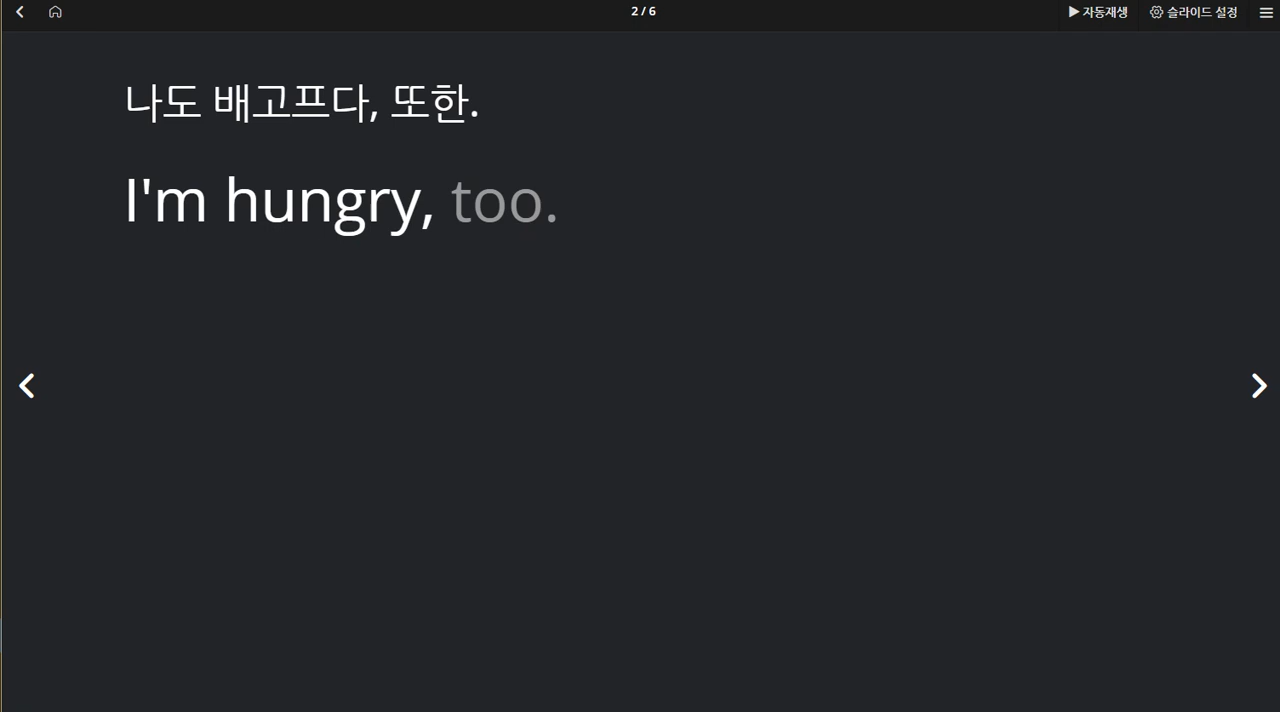 2 / 6
자동재생
슬라이드 설정
나도 배고프다, 또한.
I'm hungry, too.